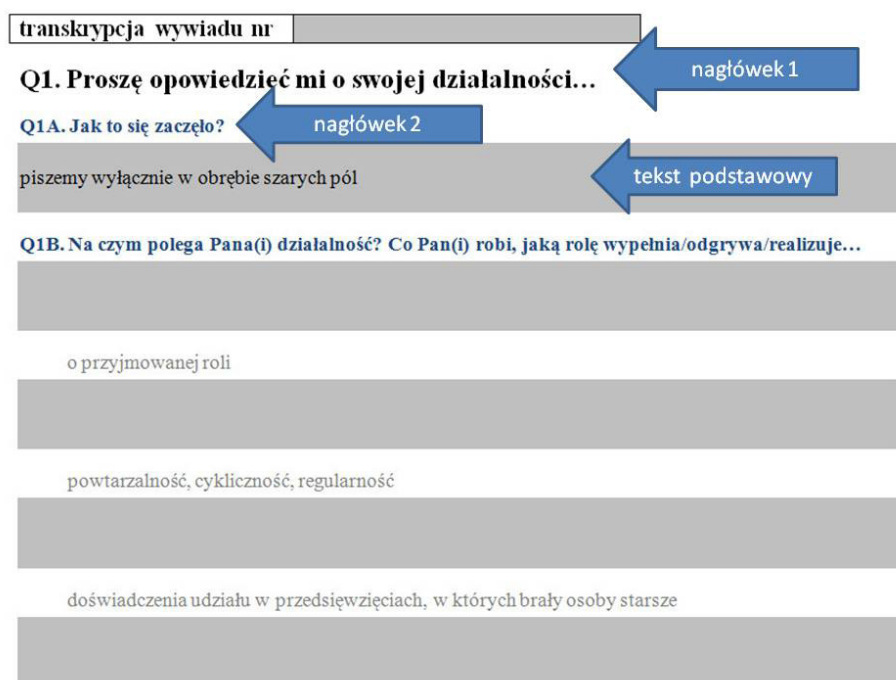 transkrypcja wywiadu nr
Q1. Proszę opowiedzieć mi o swojej działalności...
nagłówek 1
Q1A. Jak to się zaczęło?
nagłówek 2
piszemy wyłącznie w obrębie szarych pól
tekst podstawowy
Q1B. Na czym polega Pana(i) działalność? Co Pan(i) robi, jaką rolę wypełnia/odgrywa/realizuje...
o przyjmowanej roli
powtarzalność, cykliczność, regularność
doświadczenia udziału w przedsięwzięciach, w których brały osoby starsze